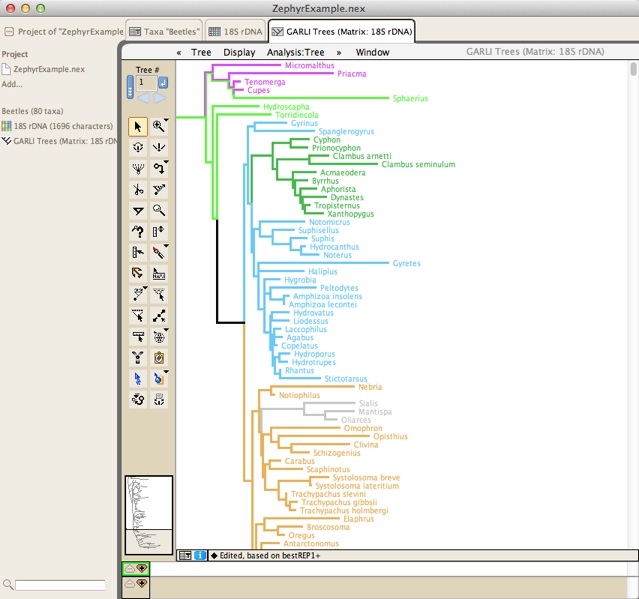 ZephyrExample.nex
Project of "ZephyrExample
Taxa "Beetles"
18S rDNA
GARLI Trees (Matrix: 18S rDNA)
« Tree Display Analysis:Tree » Window GARLI Trees (Matrix: 18S rDNA)
Project
ZephyrExample.nex
Add...
Beetles (80 taxa)
18S rDNA (1696 characters)
GARLI Trees (Matrix: 18S rDN
Tree #
1
Micromalthus
Priacma
Tenomerga
Cupes
Sphaerius
Hydroscapha
Torridincola
Gyrinus
Spanglerogyrus
Cyphon
Prionocyphon
Clambus arnetti
Clambus seminulum
Acmaeodera
Byrrhus
Aphorista
Dynastes
Tropisternus
Xanthopygus
Notomicrus
Suphisellus
Suphis
Hydrocanthus
Noterus
Gyretes
Haliplus
Hygrobia
Peltodytes
Amphizoa insolens
Amphizoa lecontei
Hydrovatus
Liodessus
Laccophilus
Agabus
Copelatus
Hydroporus
Hydrotrupes
Rhantus
Stictotarsus
Nebria
Notiophilus
Sialis
Mantispa
Oliarces
Omophron
Opisthius
Clivina
Schizogenius
Carabus
Scaphinotus
Systolosoma breve
Systolosoma lateritium
Trachypachus slevini
Trachypachus gibbsii
Trachypachus holmbergi
Elaphrus
Broscosoma
Oregus
Antarctonomus
Edited, based on bestREP1+